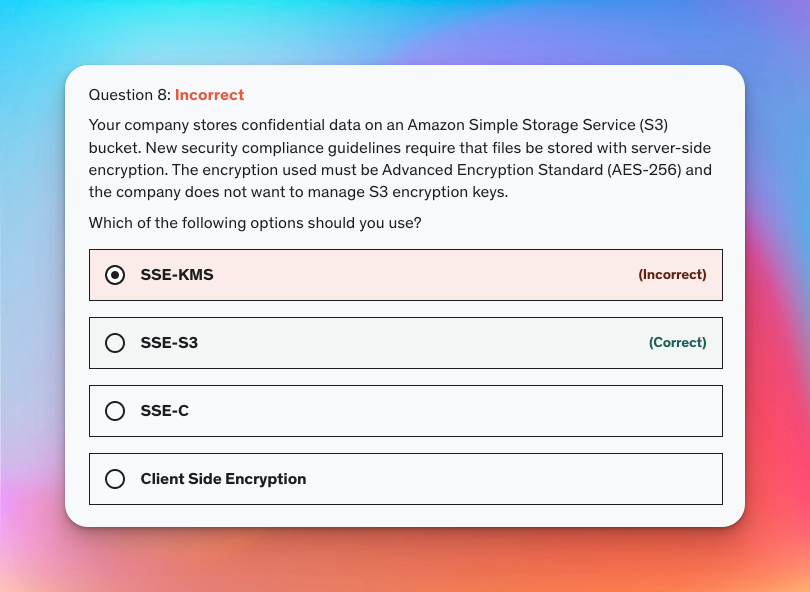 Question 8: Incorrect
Your company stores confidential data on an Amazon Simple Storage Service (S3)
bucket. New security compliance guidelines require that files be stored with server-side
encryption. The encryption used must be Advanced Encryption Standard (AES-256) and
the company does not want to manage S3 encryption keys.
Which of the following options should you use?
SSE-KMS (Incorrect)
SSE-S3 (Correct)
SSE-C
Client Side Encryption